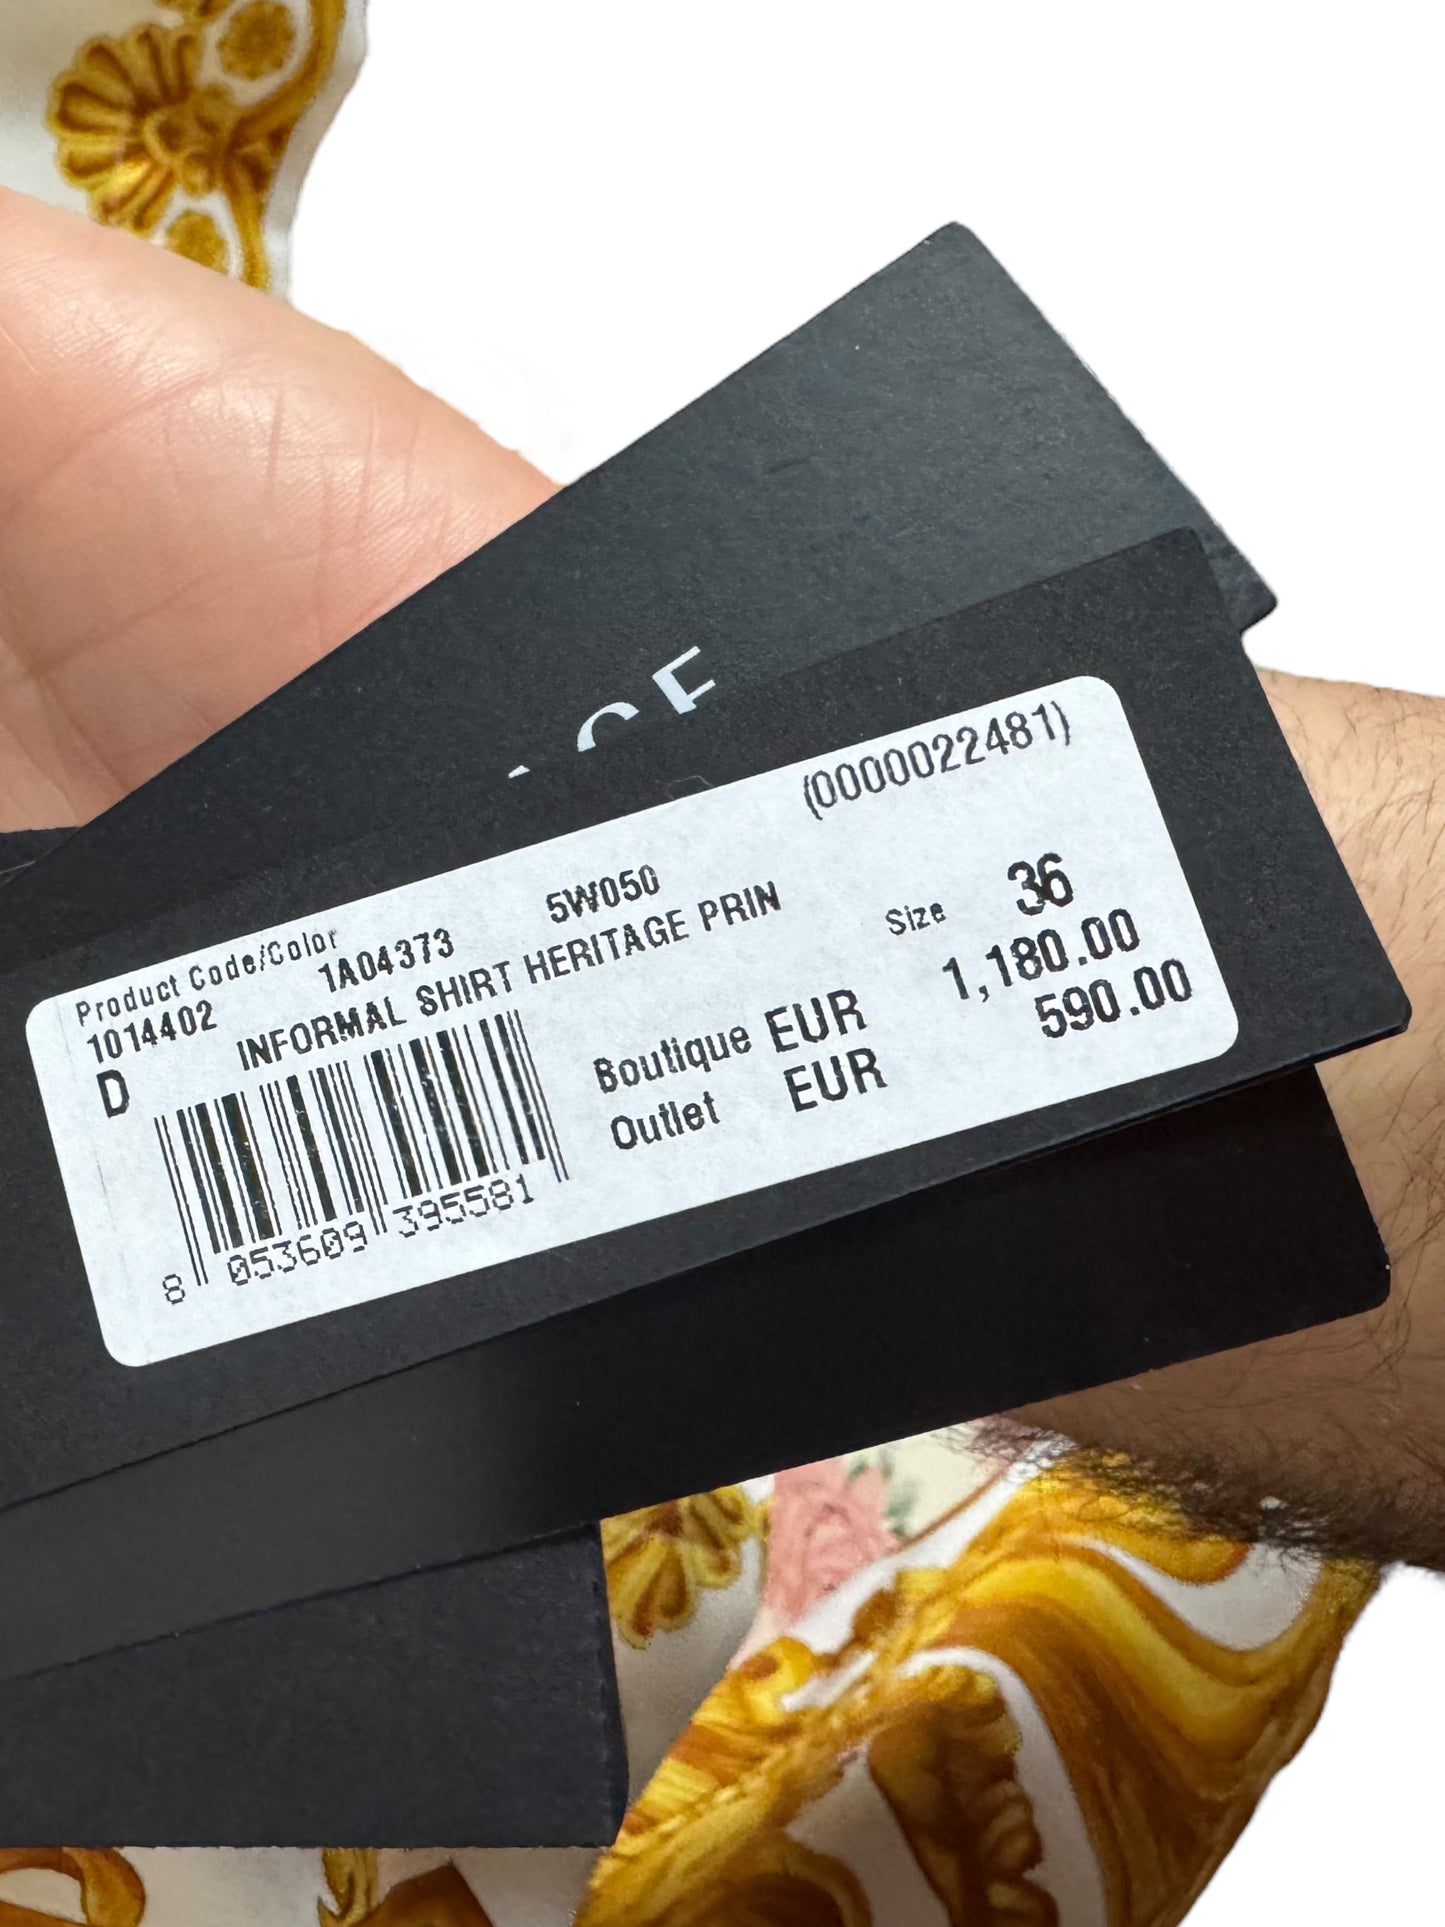 (0000022481)
Product Code/Color
1014402 1A04373 5W050
D INFORMAL SHIRT HERITAGE PRIN
Size 36
Boutique EUR 1,180.00
Outlet EUR 590.00
8 053609 395581